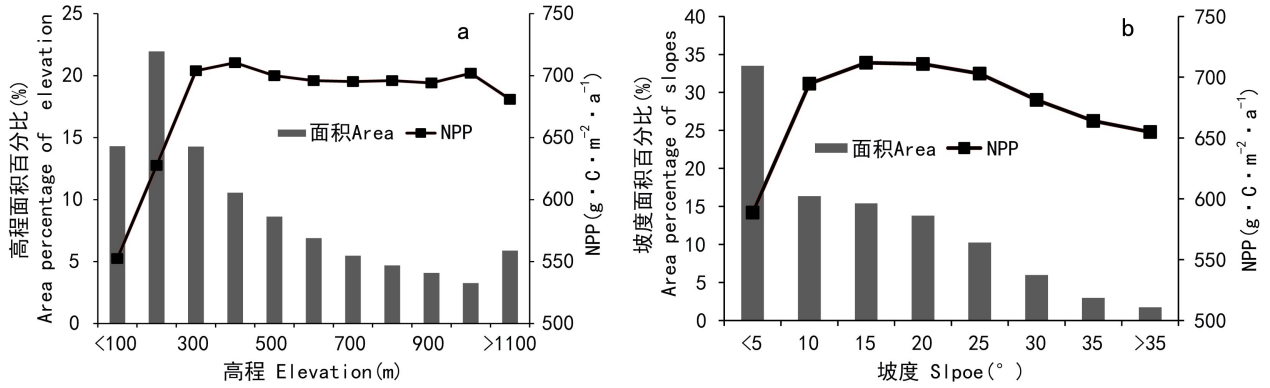 a
高程面积百分比(%)
Area percentage of elevation
25
20
15
10
5
0
750
700
650
600
550
500
NPP(g·C·m⁻²·a⁻¹)
面积Area NPP
<100 300 500 700 900 >1100
高程 Elevation(m)
b
坡度面积百分比(%)
Area percentage of slopes
40
35
30
25
20
15
10
5
0
750
700
650
600
550
500
NPP(g·C·m⁻²·a⁻¹)
面积Area NPP
<5 10 15 20 25 30 35 >35
坡度 Slpoe(°)